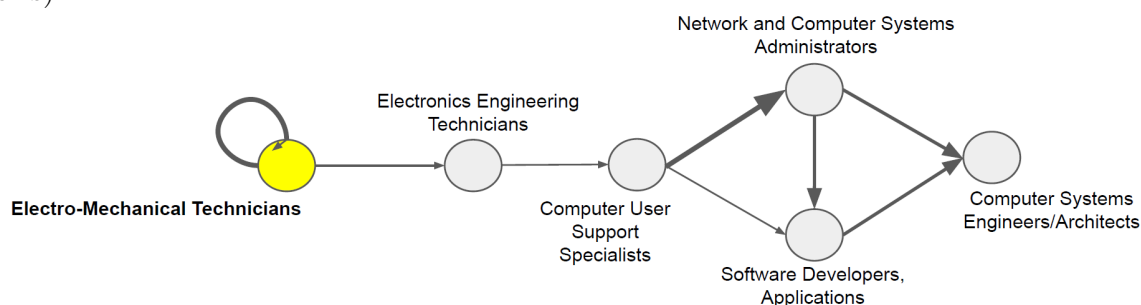 Network and Computer Systems
Administrators
Electronics Engineering
Technicians
Electro-Mechanical Technicians
Computer User
Support
Specialists
Computer Systems
Engineers/Architects
Software Developers,
Applications